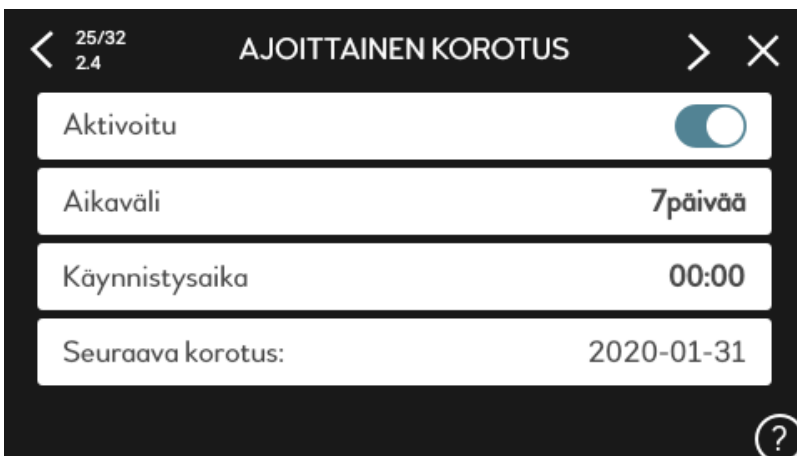 25/32
2.4
AJOITTAINEN KOROTUS
Aktivoitu
Aikaväli 7päivää
Käynnistysaika 00:00
Seuraava korotus: 2020-01-31
?